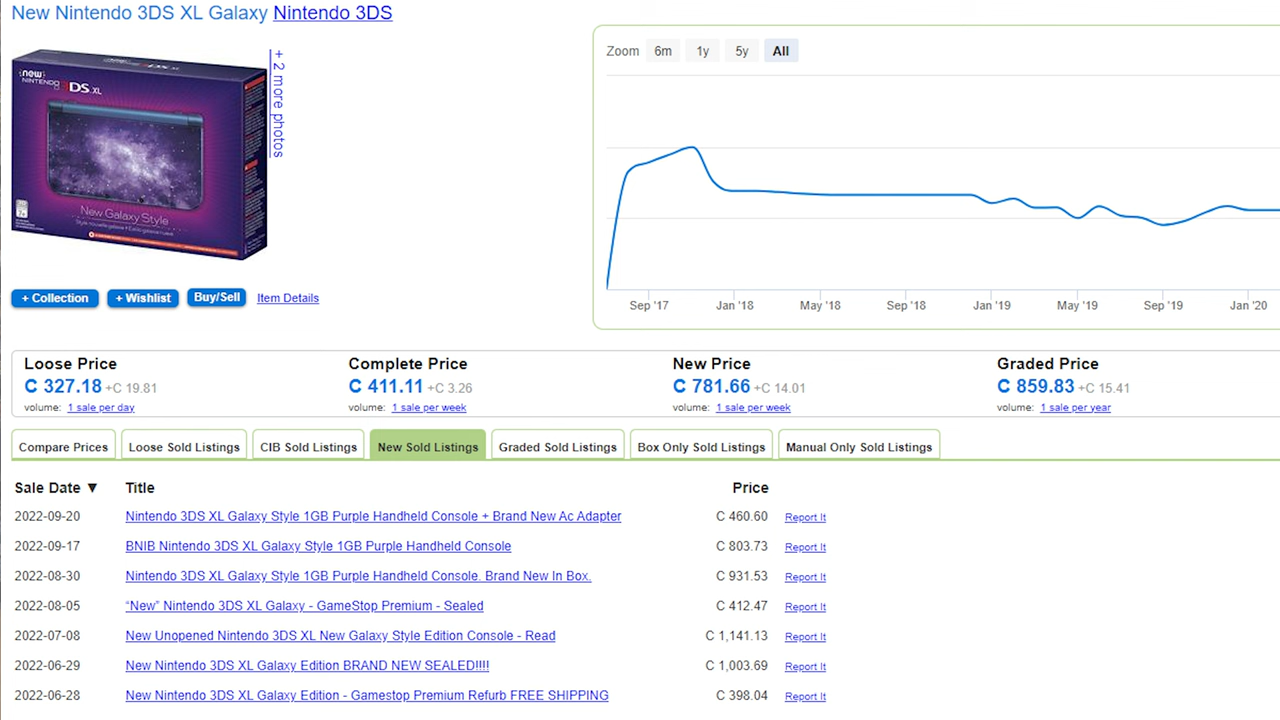 New Nintendo 3DS XL Galaxy Nintendo 3DS
+ 2 more photos
new
NINTENDO 3DS XL
New Galaxy Style
Zoom 6m 1y 5y All
Sep '17 Jan '18 May '18 Sep '18 Jan '19 May '19 Sep '19 Jan '20
+ Collection + Wishlist Buy/Sell Item Details
Loose Price Complete Price New Price Graded Price
C 327.18 +C 19.81 C 411.11 +C 3.26 C 781.66 +C 14.01 C 859.83 +C 15.41
volume: 1 sale per day volume: 1 sale per week volume: 1 sale per week volume: 1 sale per year
Compare Prices Loose Sold Listings CIB Sold Listings New Sold Listings Graded Sold Listings Box Only Sold Listings Manual Only Sold Listings
Sale Date ▼ Title Price
2022-09-20 Nintendo 3DS XL Galaxy Style 1GB Purple Handheld Console + Brand New Ac Adapter C 460.60 Report It
2022-09-17 BNIB Nintendo 3DS XL Galaxy Style 1GB Purple Handheld Console C 803.73 Report It
2022-08-30 Nintendo 3DS XL Galaxy Style 1GB Purple Handheld Console. Brand New In Box. C 931.53 Report It
2022-08-05 “New” Nintendo 3DS XL Galaxy - GameStop Premium - Sealed C 412.47 Report It
2022-07-08 New Unopened Nintendo 3DS XL New Galaxy Style Edition Console - Read C 1,141.13 Report It
2022-06-29 New Nintendo 3DS XL Galaxy Edition BRAND NEW SEALED!!!! C 1,003.69 Report It
2022-06-28 New Nintendo 3DS XL Galaxy Edition - Gamestop Premium Refurb FREE SHIPPING C 398.04 Report It